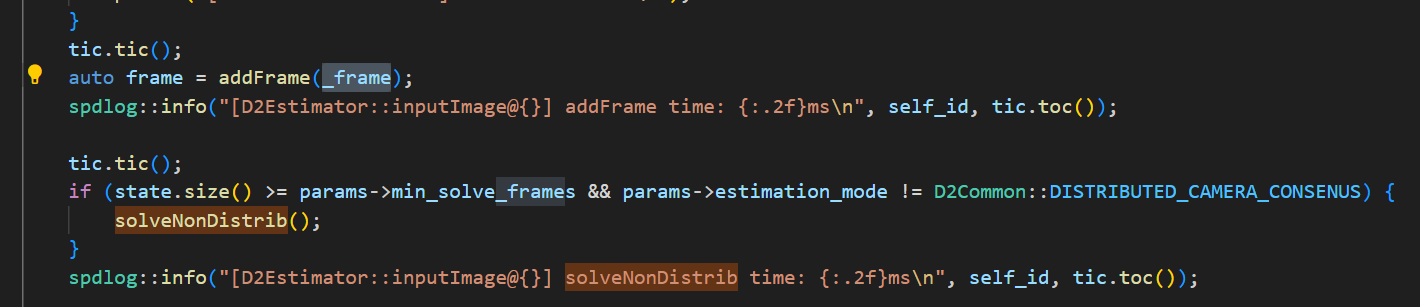 }
tic.tic();
auto frame = addFrame(_frame);
spdlog::info("[D2Estimator::inputImage@{}] addFrame time: {:.2f}ms\n", self_id, tic.toc());
tic.tic();
if (state.size() >= params->min_solve_frames && params->estimation_mode != D2Common::DISTRIBUTED_CAMERA_CONSENUS) {
solveNonDistrib();
}
spdlog::info("[D2Estimator::inputImage@{}] solveNonDistrib time: {:.2f}ms\n", self_id, tic.toc());